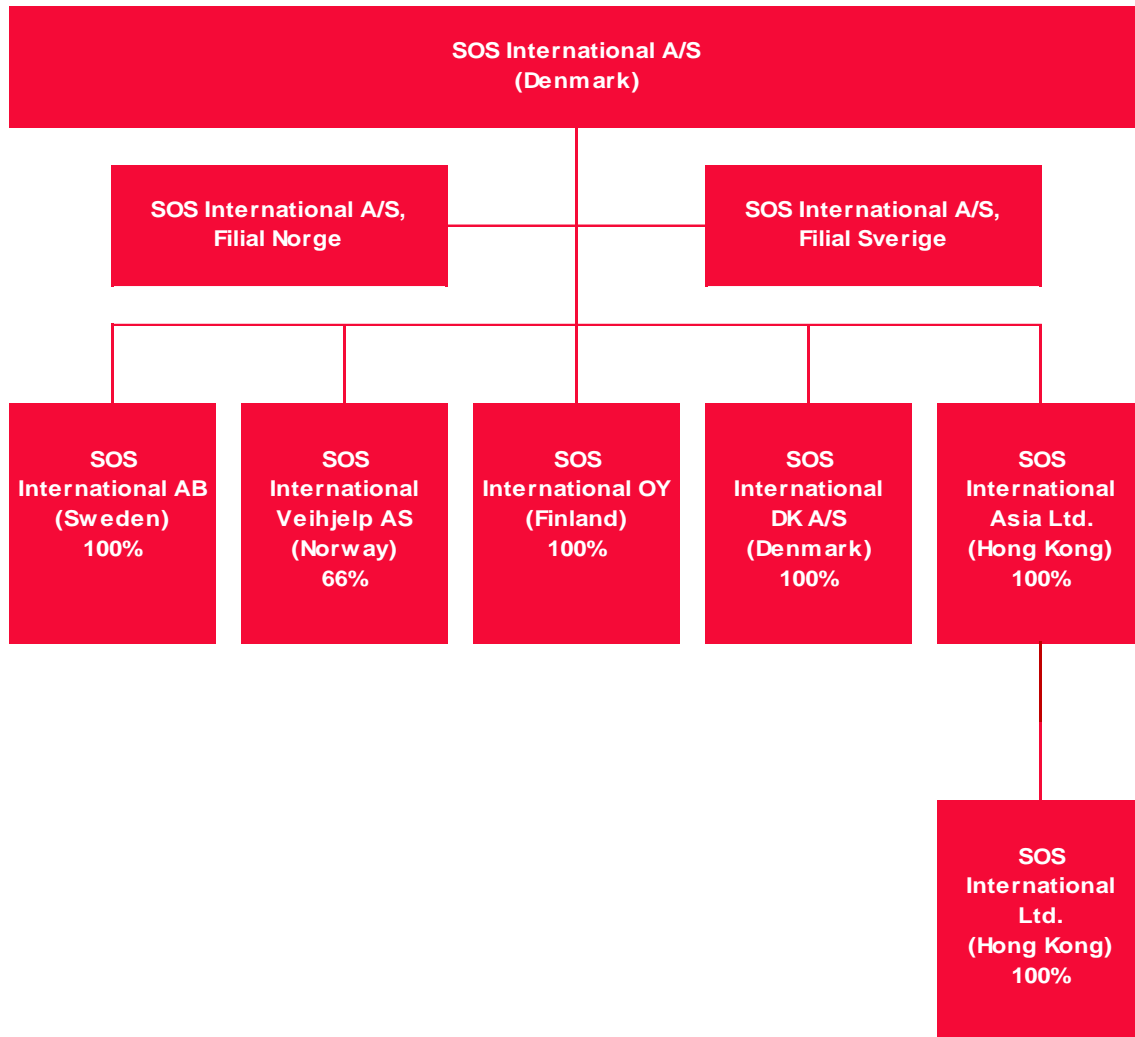 SOS International A/S
(Denmark)
SOS International A/S,
Filial Norge
SOS International A/S,
Filial Sverige
SOS
International AB
(Sweden)
100%
SOS
International
Veihjelp AS
(Norway)
66%
SOS
International OY
(Finland)
100%
SOS
International
DK A/S
(Denmark)
100%
SOS
International
Asia Ltd.
(Hong Kong)
100%
SOS
International
Ltd.
(Hong Kong)
100%